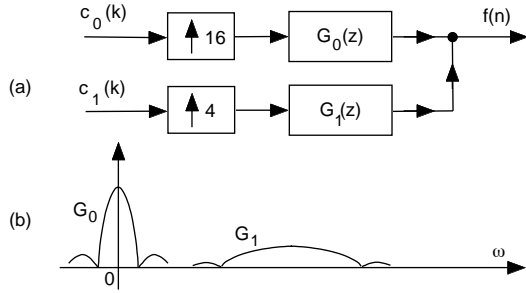 c₀(k) ↑ 16 G₀(z) f(n)
(a)
c₁(k) ↑ 4 G₁(z)
(b) G₀ G₁ ω
0